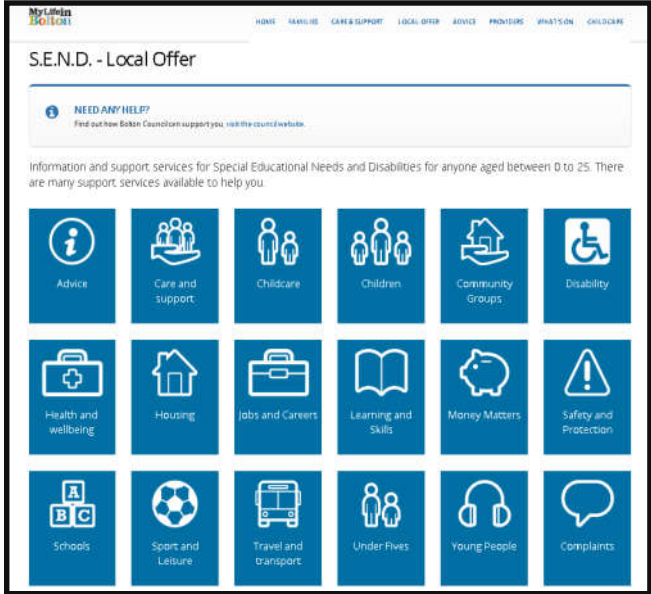 MyLifein
Bolton
HOME FAMILIES CARE & SUPPORT LOCAL OFFER ADVICE PROVIDERS WHAT'S ON CHILDCARE
S.E.N.D. - Local Offer
i
NEED ANY HELP?
Find out how Bolton Council can support you, visit the council website.
Information and support services for Special Educational Needs and Disabilities for anyone aged between 0 to 25. There
are many support services available to help you.
i
Advice
Care and
support
Childcare
Children
Community
Groups
Disability
Health and
wellbeing
Housing
Jobs and Careers
Learning and
Skills
Money Matters
Safety and
Protection
A
B C
Schools
Sport and
Leisure
Travel and
transport
Under Fives
Young People
Complaints